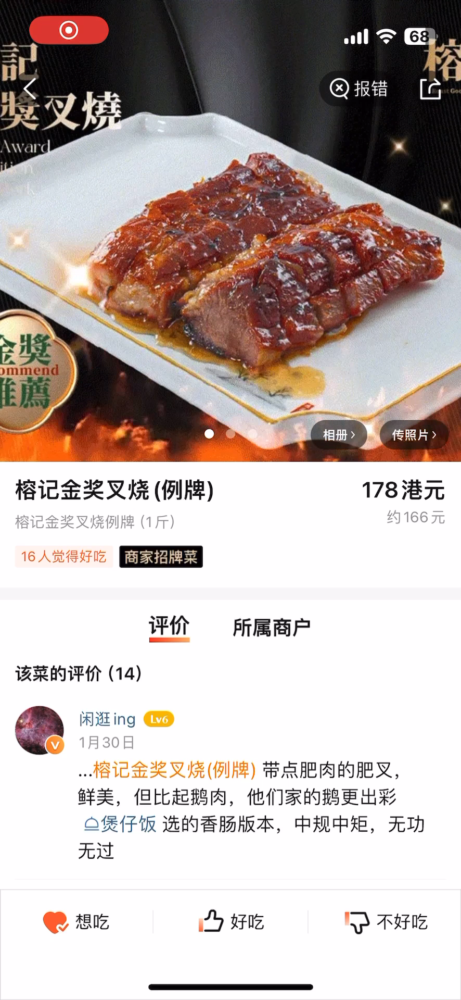 68
記
榕
报错
獎叉燒
Award
金獎
ommend
推薦
相册
传照片
榕记金奖叉烧(例牌)
178港元
榕记金奖叉烧例牌 (1斤)
约166元
16人觉得好吃
商家招牌菜
评价
所属商户
该菜的评价 (14)
闲逛ing
Lv6
V
1月30日
...榕记金奖叉烧(例牌) 带点肥肉的肥叉，
鲜美，但比起鹅肉，他们家的鹅更出彩
煲仔饭 选的香肠版本，中规中矩，无功
无过
想吃
好吃
不好吃